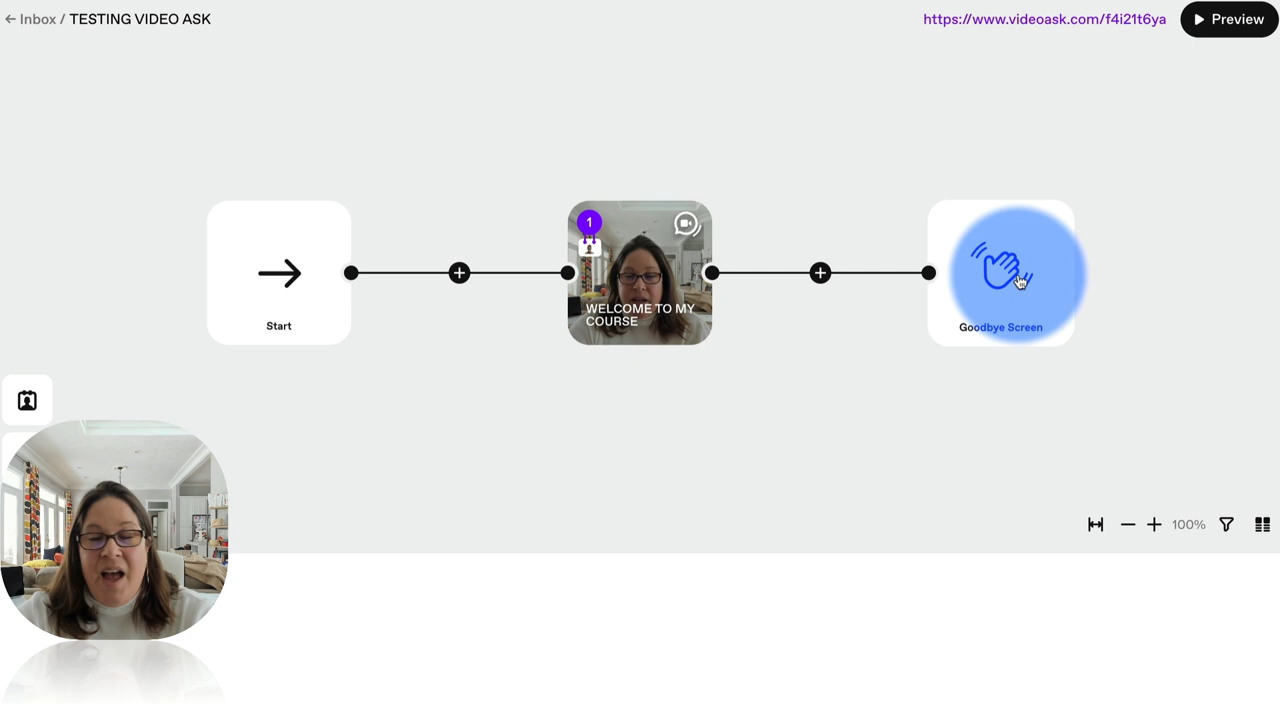 ← Inbox / TESTING VIDEO ASK
https://www.videoask.com/f4i21t6ya
Preview
Start
1
WELCOME TO MY
COURSE
Goodbye Screen
100%